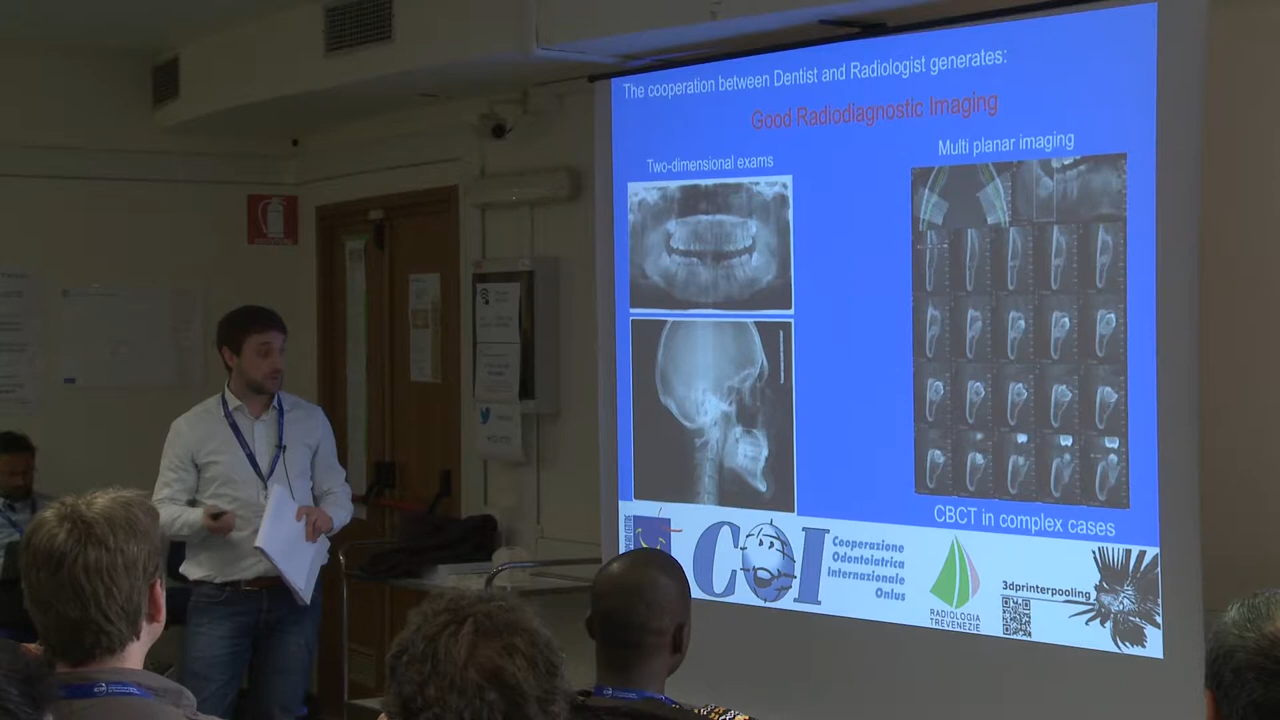 The cooperation between Dentist and Radiologist generates:
Good Radiodiagnostic Imaging
Two-dimensional exams
Multi planar imaging
CBCT in complex cases
COI
Cooperazione
Odontoiatrica
Internazionale
Onlus
RADIOLOGIA
TREVENEZIE
3dprinterpooling